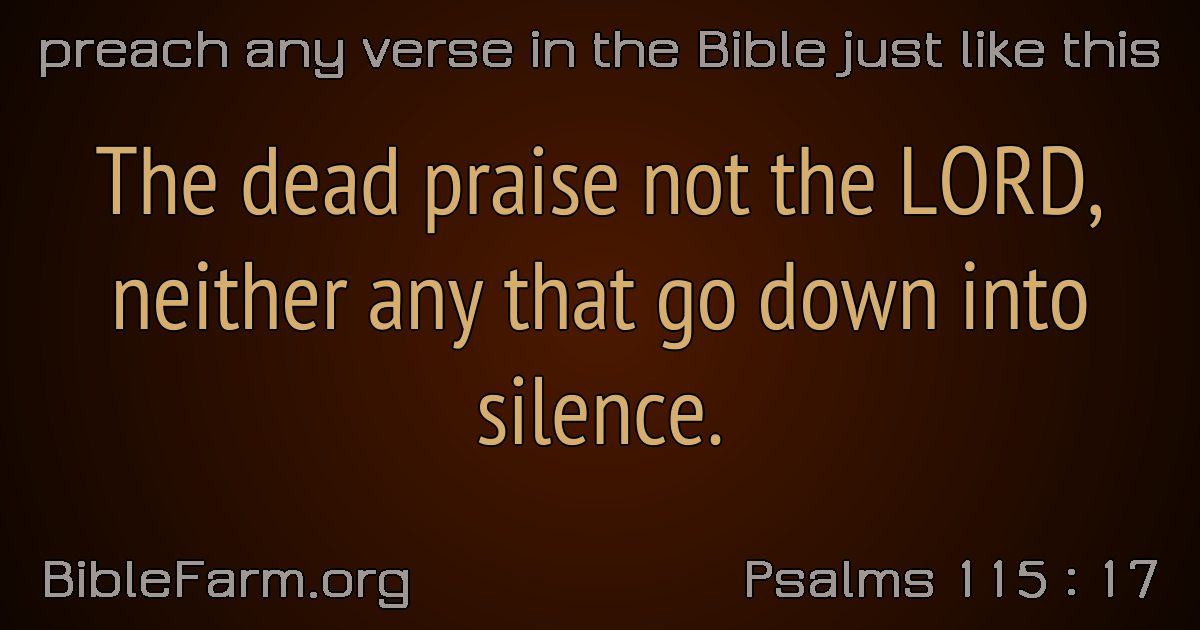 preach any verse in the Bible just like this
The dead praise not the LORD,
neither any that go down into
silence.
BibleFarm.org
Psalms 115 : 17